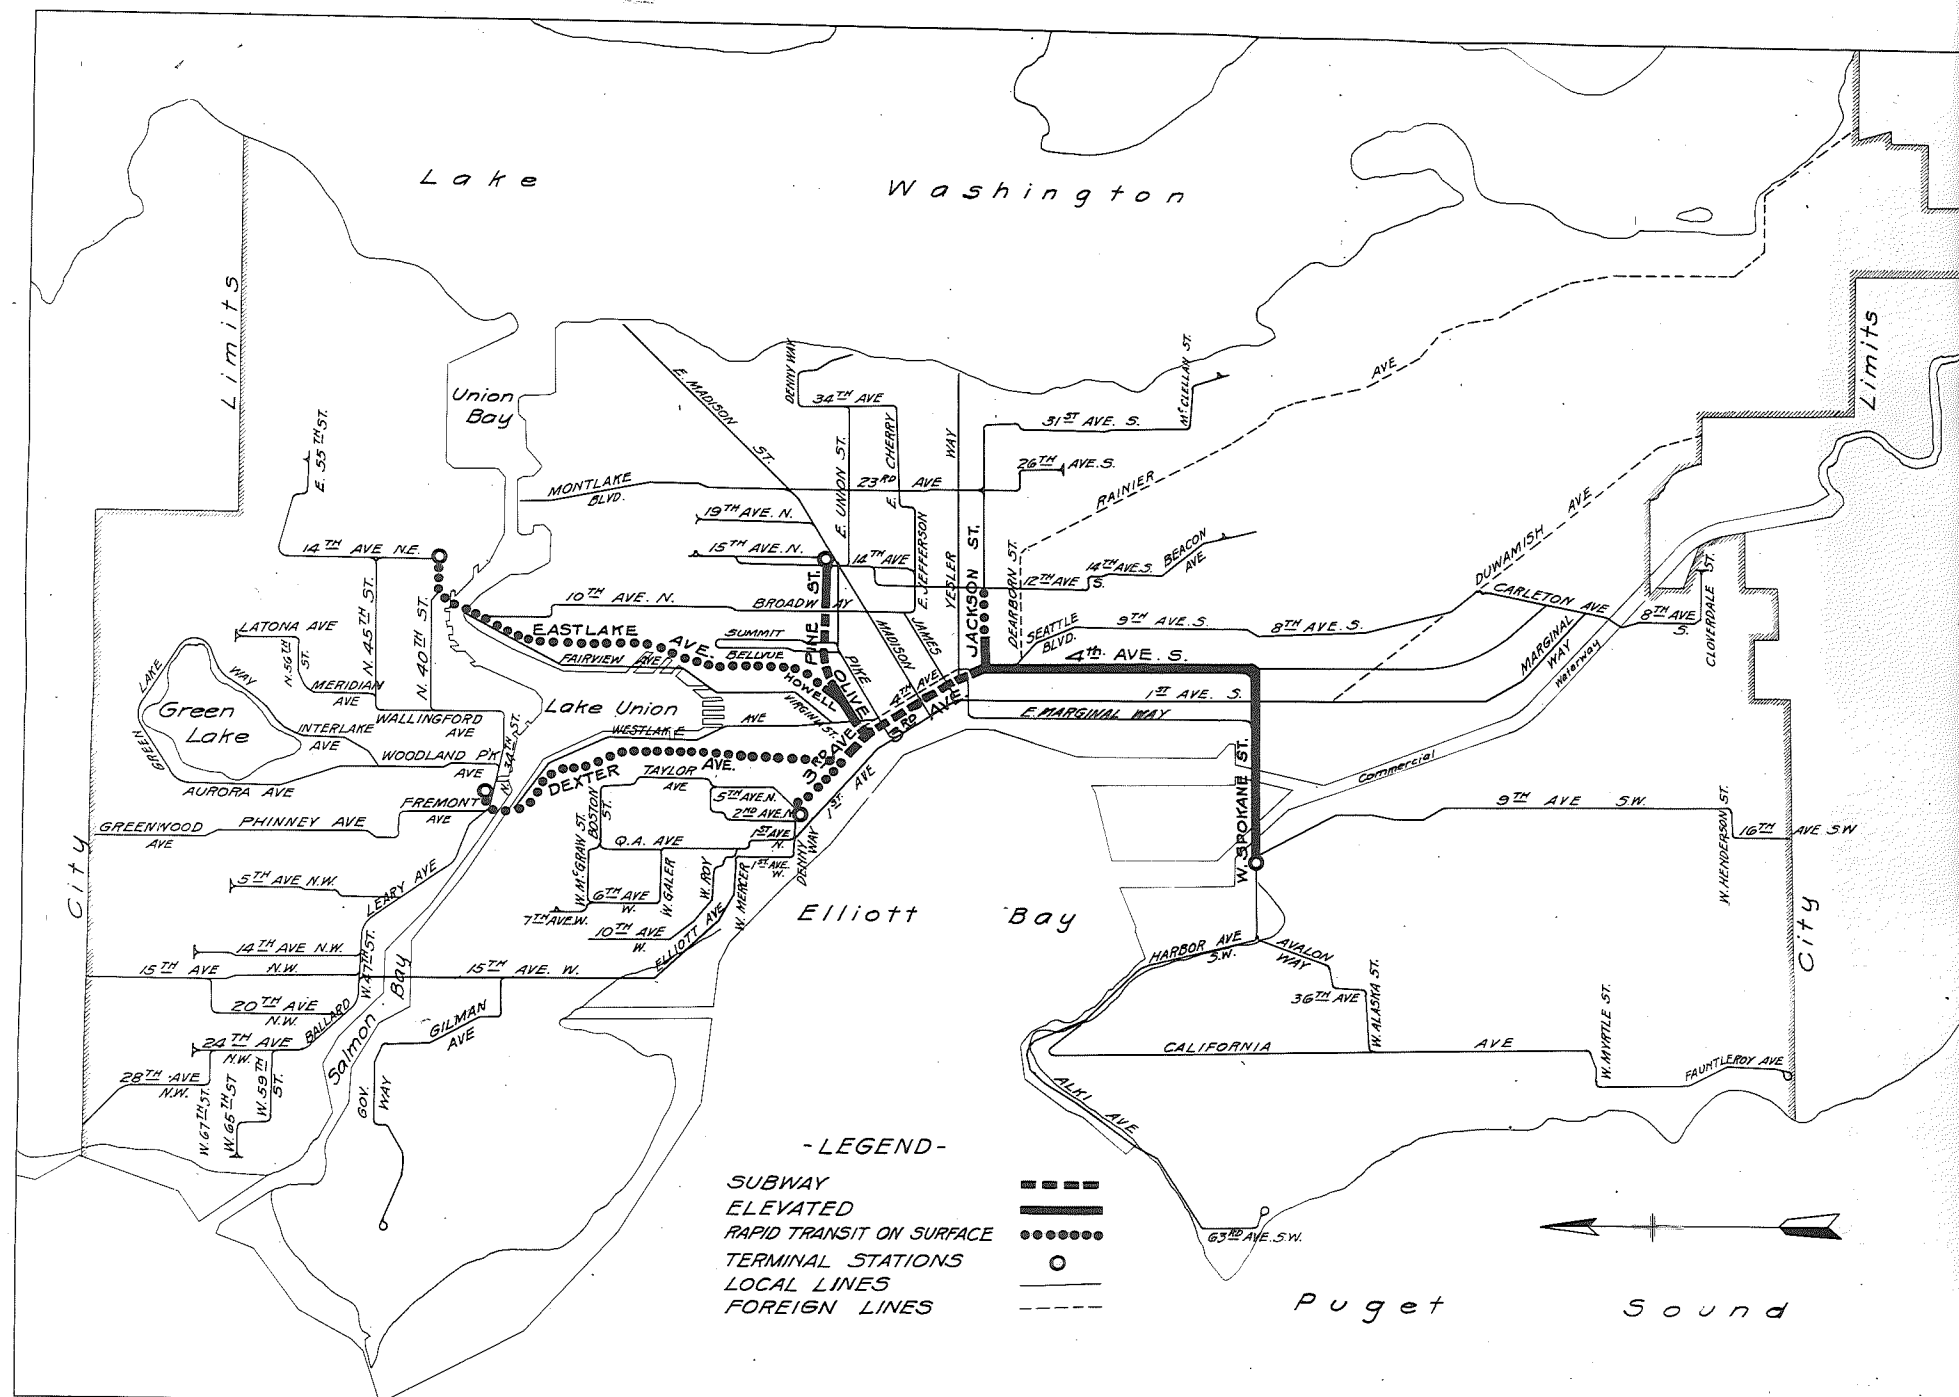 Lake
Washington
Limits
Limits
Union
Bay
E. MADISON
ST.
DENNY WAY
34TH AVE
E. CHERRY
E. UNION ST.
YESLER
WAY
31ST AVE. S.
McCLELLAN ST.
AVE
26TH AVE. S.
RAINIER
E. 55TH ST.
MONTLAKE
BLVD.
23RD AVE
19TH AVE. N.
15TH AVE. N.
14TH AVE
E. JEFFERSON
JACKSON ST.
DEARBORN ST.
12TH AVE
S.
14TH AVE. S.
BEACON
AVE
DUWAMISH
AVE
14TH AVE N.E.
N. 45TH ST.
N. 40TH ST.
10TH AVE. N.
BROADWAY
PINE ST.
CARLETON AVE
8TH AVE
S.
CLOVERDALE ST.
LATONA AVE
N. 56TH
ST.
MERIDIAN
AVE
EASTLAKE
AVE.
FAIRVIEW AVE
SUMMIT
BELLVUE
HOWELL
OLIVE
PIKE
MADISON
JAMES
SEATTLE
BLVD.
9TH AVE. S.
8TH AVE. S.
4th. AVE. S.
MARGINAL
WAY
Waterway
GREEN
LAKE
WAY
Green
Lake
WALLINGFORD
AVE
INTERLAKE
AVE
WOODLAND PK
AVE
N. 34TH ST.
AURORA AVE
Lake Union
WESTLAKE
AVE
VIRGINIA ST.
4TH AVE
3RD AVE
3RD AVE
1ST AVE. S.
E. MARGINAL WAY
DEXTER
AVE.
1ST. AVE
Commercial
W. SPOKANE ST.
FREMONT
AVE
GREENWOOD
AVE
PHINNEY AVE
BOSTON
ST.
TAYLOR
AVE
5TH AVE N.
2ND AVE N.
1ST AVE
N.
1ST AVE.
W.
DENNY
WAY
Q.A. AVE
W. McGRAW ST.
6TH AVE
W.
W. GALER
W. ROY
W. MERCER
7TH AVE W.
10TH AVE
W.
ELLIOTT AVE
9TH AVE S.W.
W. HENDERSON ST.
16TH AVE S.W
City
City
5TH AVE N.W.
LEARY AVE
14TH AVE N.W.
W. 47TH ST.
15TH AVE N.W.
15TH AVE. W.
20TH AVE
N.W.
BALLARD
24TH AVE
N.W.
28TH AVE
N.W.
W. 67TH ST.
W. 65TH ST
W. 59TH
ST.
Salmon
Bay
GILMAN
AVE
GOV.
WAY
Elliott Bay
HARBOR AVE
S.W.
AVALON
WAY
36TH AVE
W. ALASKA ST.
CALIFORNIA AVE
W. MYRTLE ST.
FAUNTLEROY AVE
ALKI
AVE
63RD AVE. S.W.
-LEGEND-
SUBWAY
ELEVATED
RAPID TRANSIT ON SURFACE
TERMINAL STATIONS
LOCAL LINES
FOREIGN LINES
Puget Sound